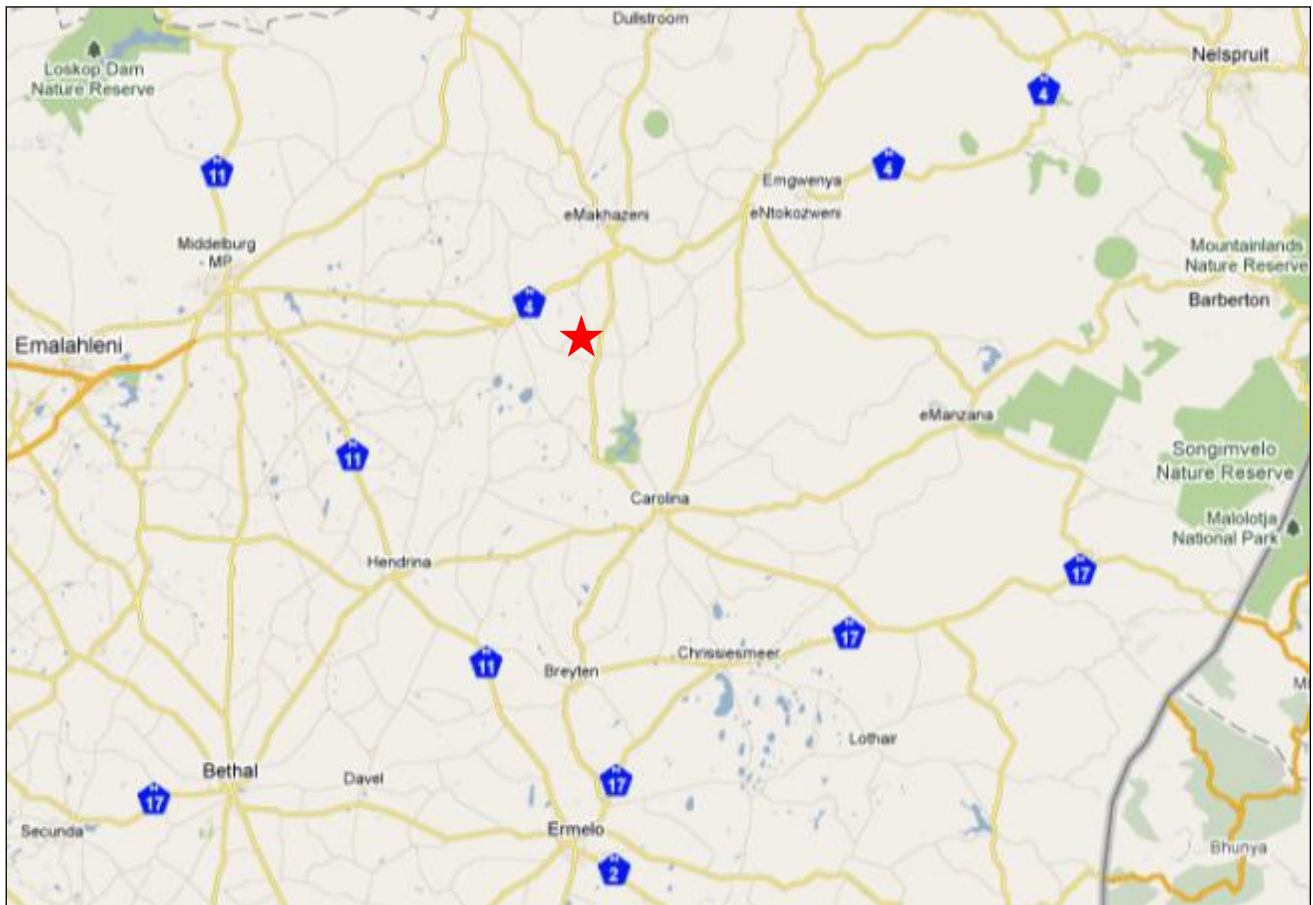 Dullstroom
Nelspruit
Loskop Dam
Nature Reserve
4
11
4
Emgwenya
eMakhazeni
eNtokozweni
Middelburg
- MP
Mountainlands
Nature Reserve
4
Barberton
Emalahleni
eManzana
Songimvelo
Nature Reserve
11
Carolina
Malolotja
National Park
Hendrina
17
17
Chrissiesmeer
11
Breyten
Lothair
Bethal
Davel
17
17
Secunda
Ermelo
Bhunya
2